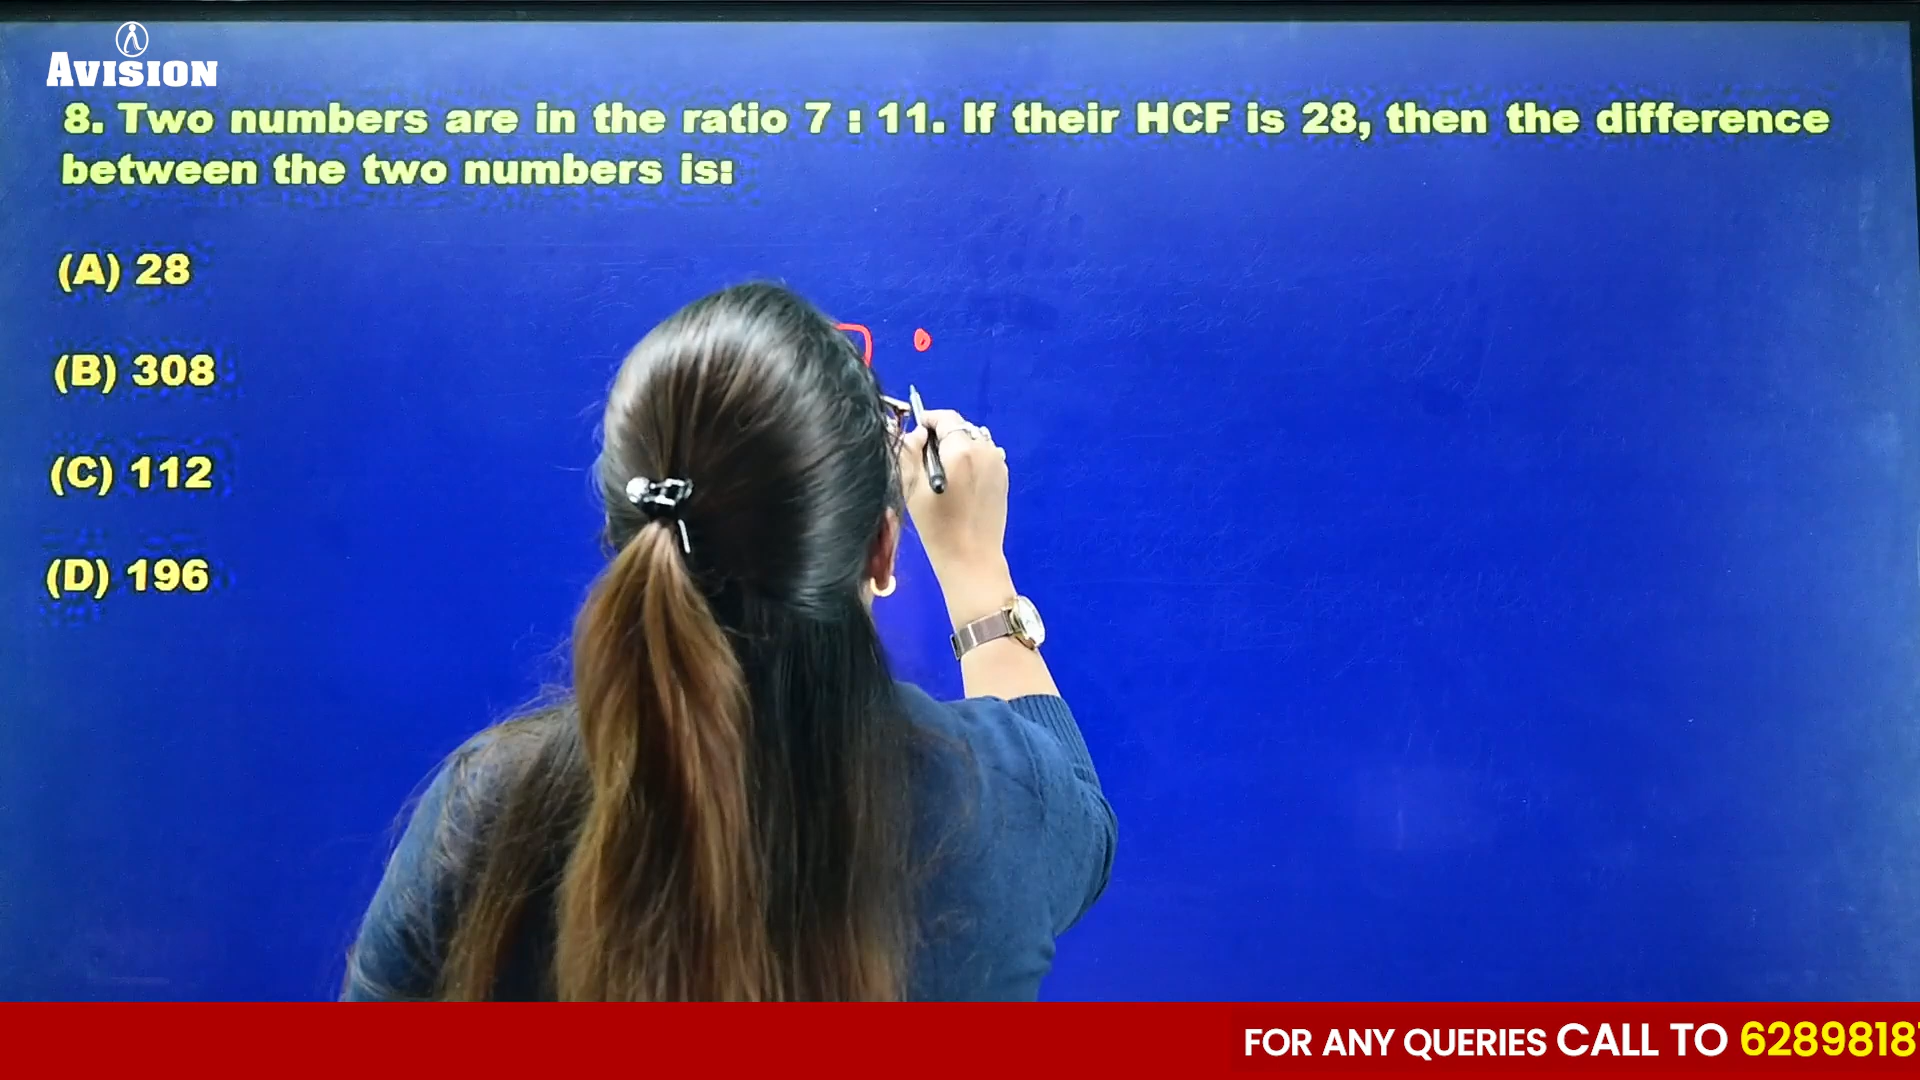 AVISION
8. Two numbers are in the ratio 7 : 11. If their HCF is 28, then the difference
between the two numbers is:
(A) 28
(B) 308
(C) 112
(D) 196
FOR ANY QUERIES CALL TO 6289818